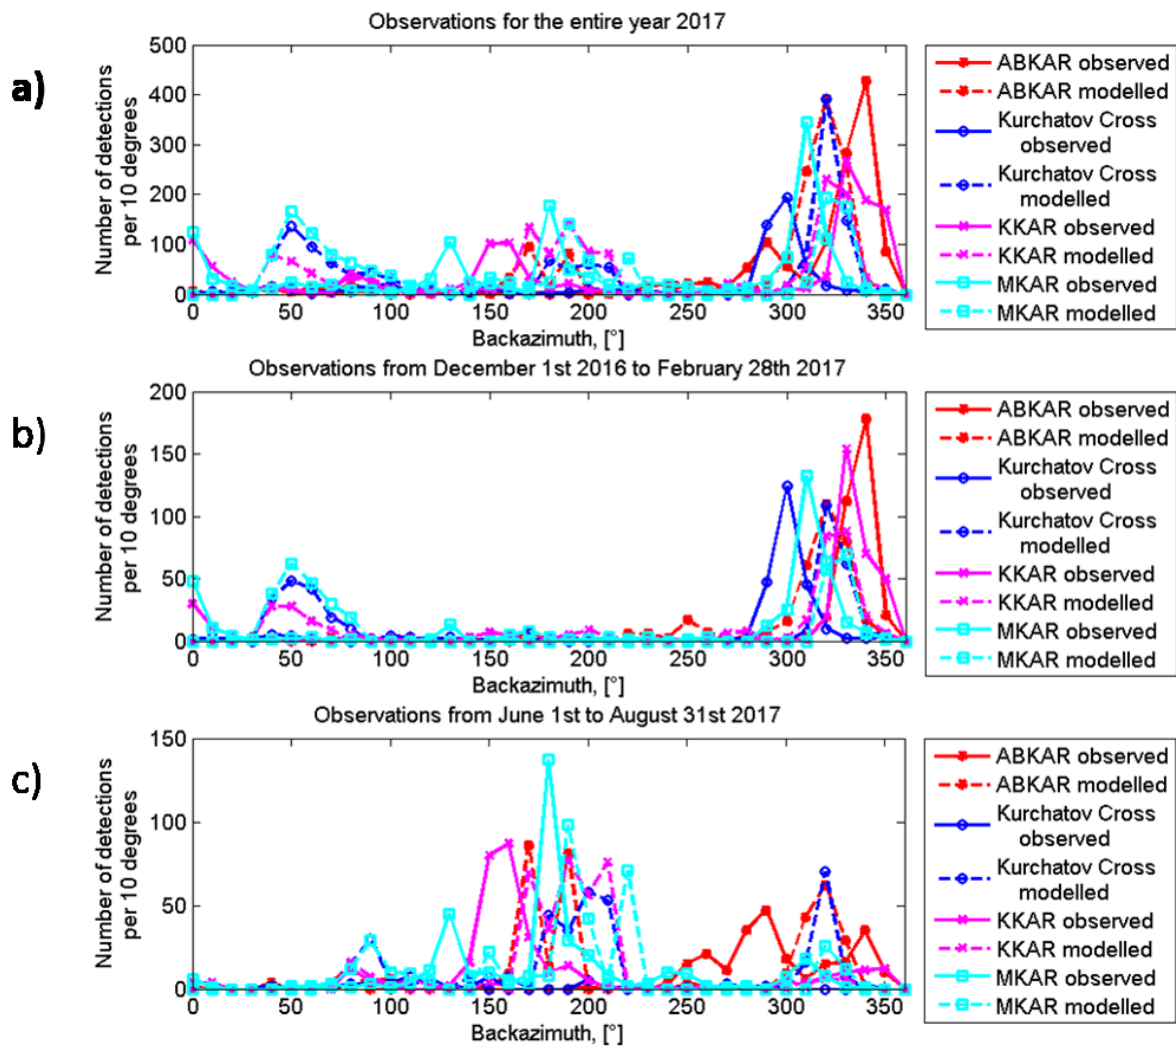 Observations for the entire year 2017
a)
Number of detections
per 10 degrees
500
400
300
200
100
0
0
50
100
150
200
250
300
350
Backazimuth, [°]
ABKAR observed
ABKAR modelled
Kurchatov Cross
observed
Kurchatov Cross
modelled
KKAR observed
KKAR modelled
MKAR observed
MKAR modelled
Observations from December 1st 2016 to February 28th 2017
b)
Number of detections
per 10 degrees
200
150
100
50
0
0
50
100
150
200
250
300
350
Backazimuth, [°]
ABKAR observed
ABKAR modelled
Kurchatov Cross
observed
Kurchatov Cross
modelled
KKAR observed
KKAR modelled
MKAR observed
MKAR modelled
Observations from June 1st to August 31st 2017
c)
Number of detections
per 10 degrees
150
100
50
0
0
50
100
150
200
250
300
350
Backazimuth, [°]
ABKAR observed
ABKAR modelled
Kurchatov Cross
observed
Kurchatov Cross
modelled
KKAR observed
KKAR modelled
MKAR observed
MKAR modelled